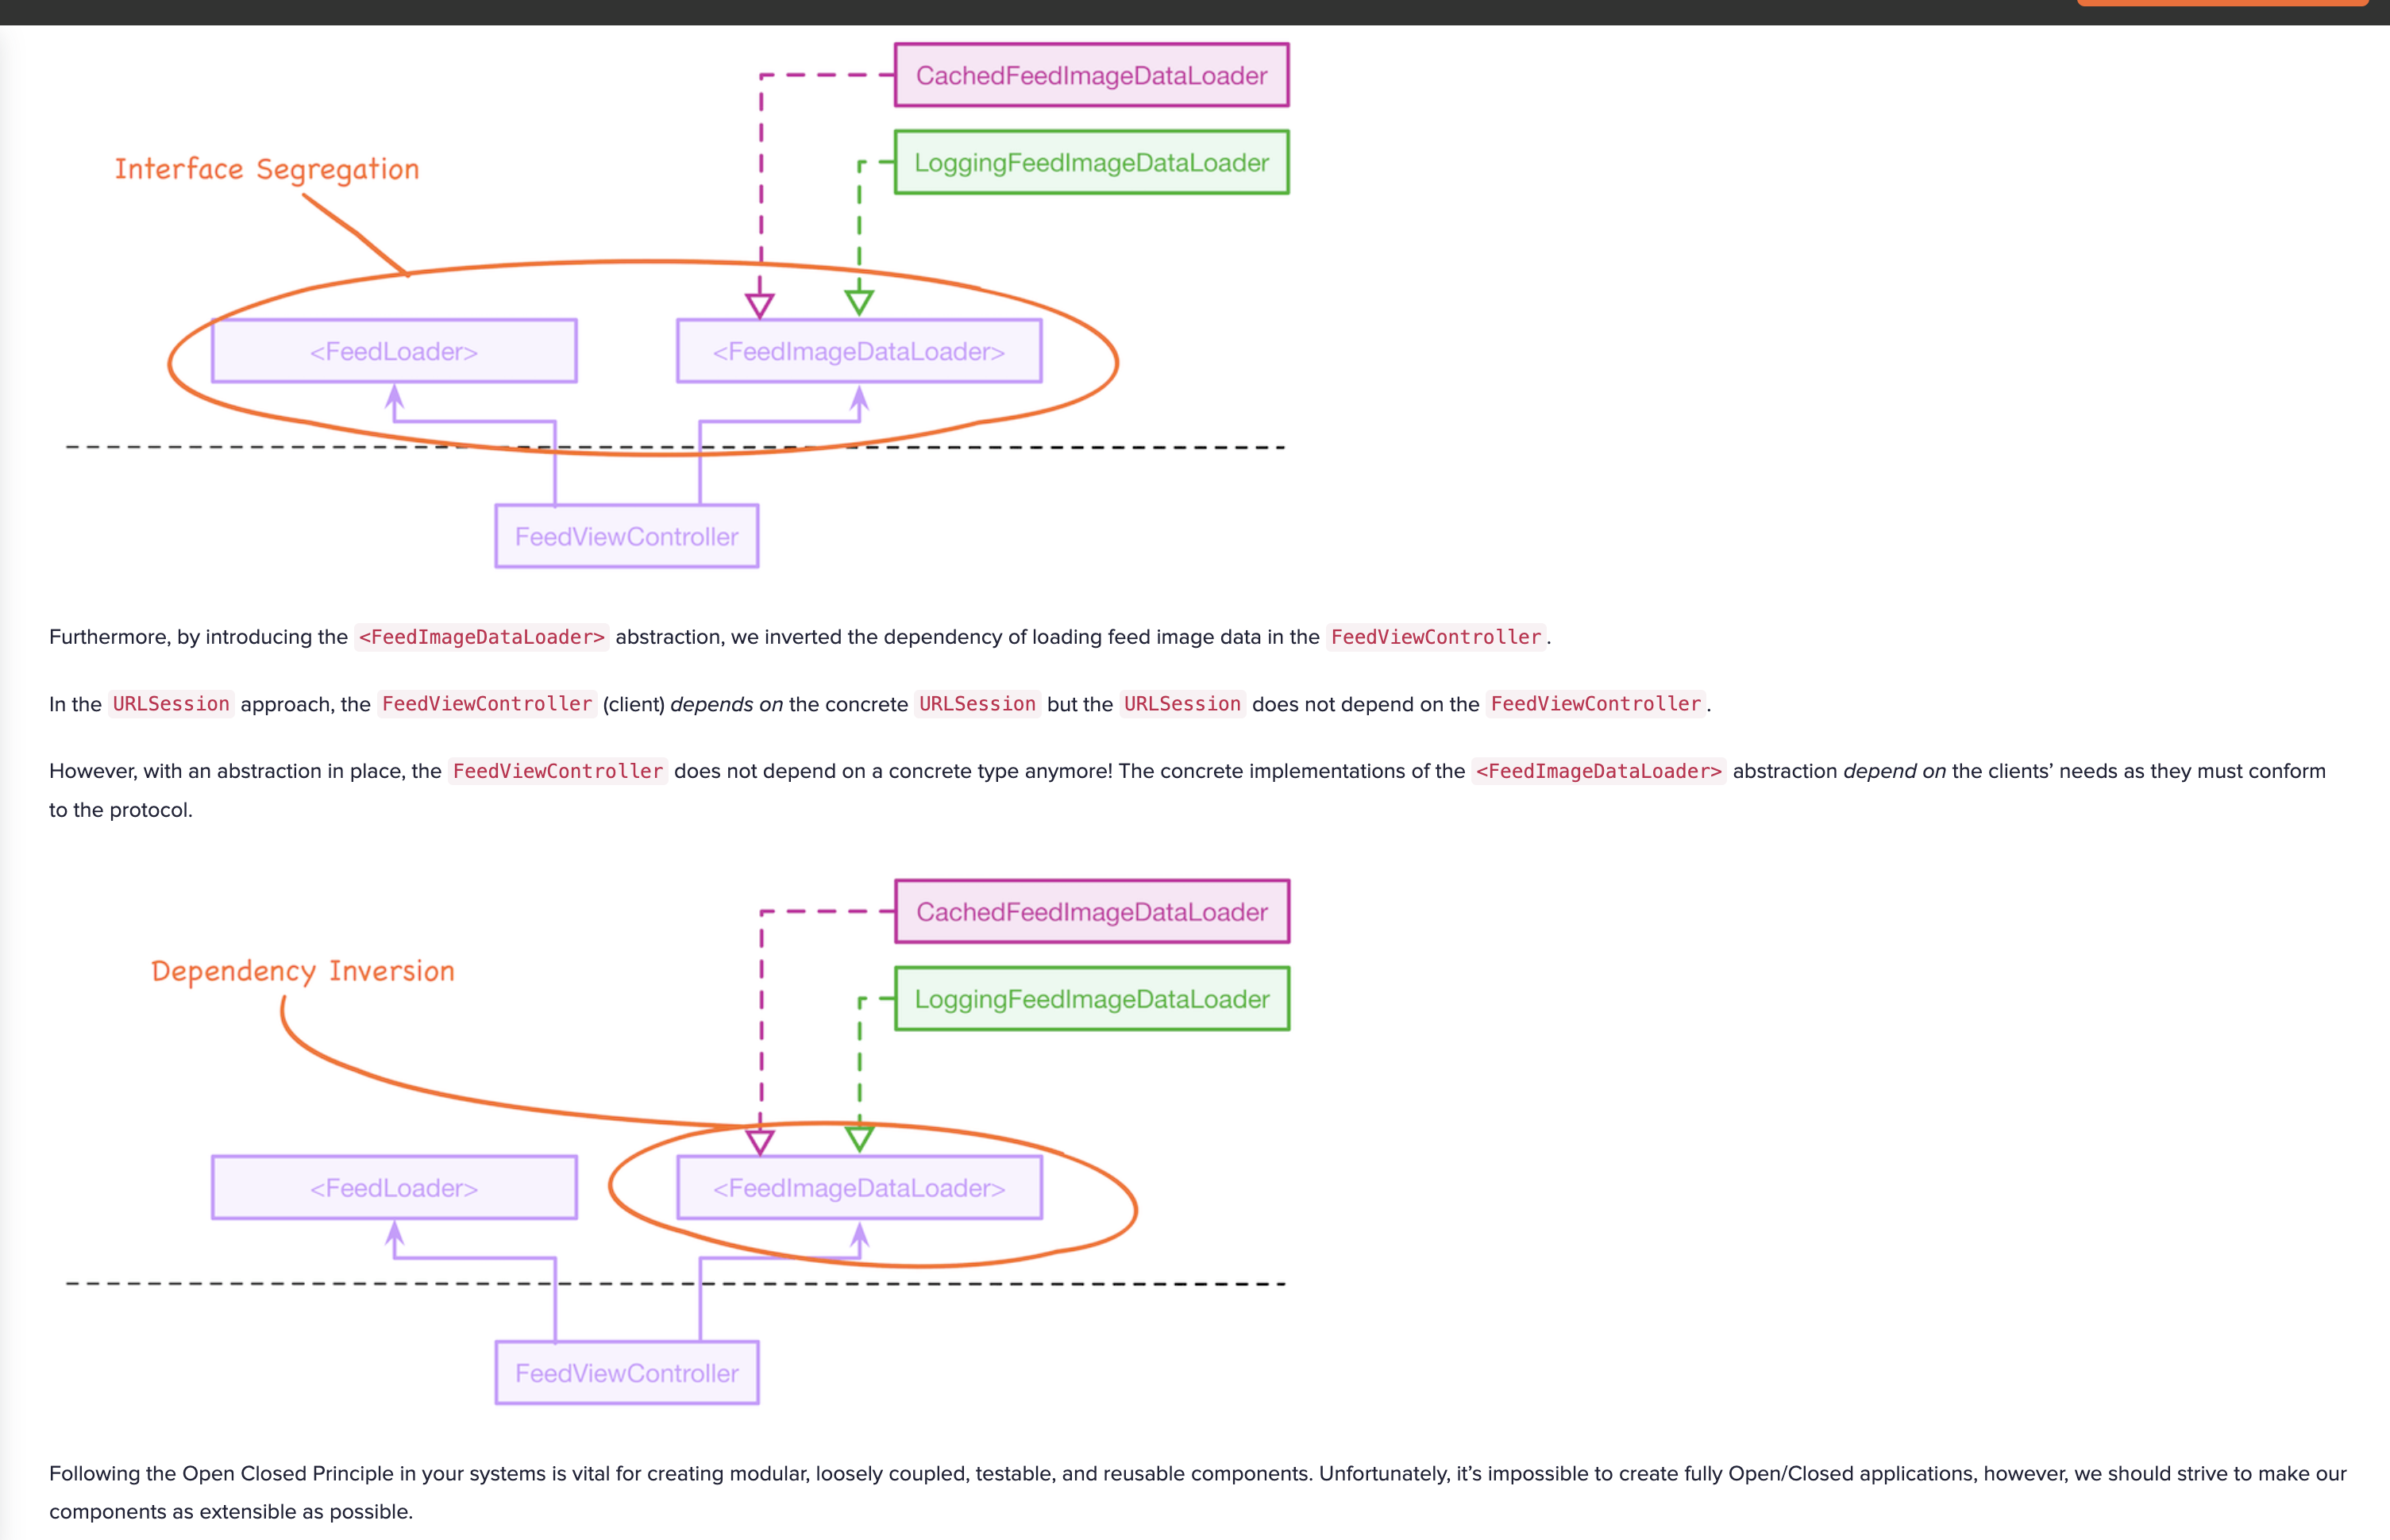 CachedFeedImageDataLoader
LoggingFeedImageDataLoader
Interface Segregation
<FeedLoader>
<FeedImageDataLoader>
FeedViewController
Furthermore, by introducing the <FeedImageDataLoader> abstraction, we inverted the dependency of loading feed image data in the FeedViewController.
In the URLSession approach, the FeedViewController (client) depends on the concrete URLSession but the URLSession does not depend on the FeedViewController.
However, with an abstraction in place, the FeedViewController does not depend on a concrete type anymore! The concrete implementations of the <FeedImageDataLoader> abstraction depend on the clients’ needs as they must conform
to the protocol.
CachedFeedImageDataLoader
Dependency Inversion
LoggingFeedImageDataLoader
<FeedLoader>
<FeedImageDataLoader>
FeedViewController
Following the Open Closed Principle in your systems is vital for creating modular, loosely coupled, testable, and reusable components. Unfortunately, it’s impossible to create fully Open/Closed applications, however, we should strive to make our
components as extensible as possible.